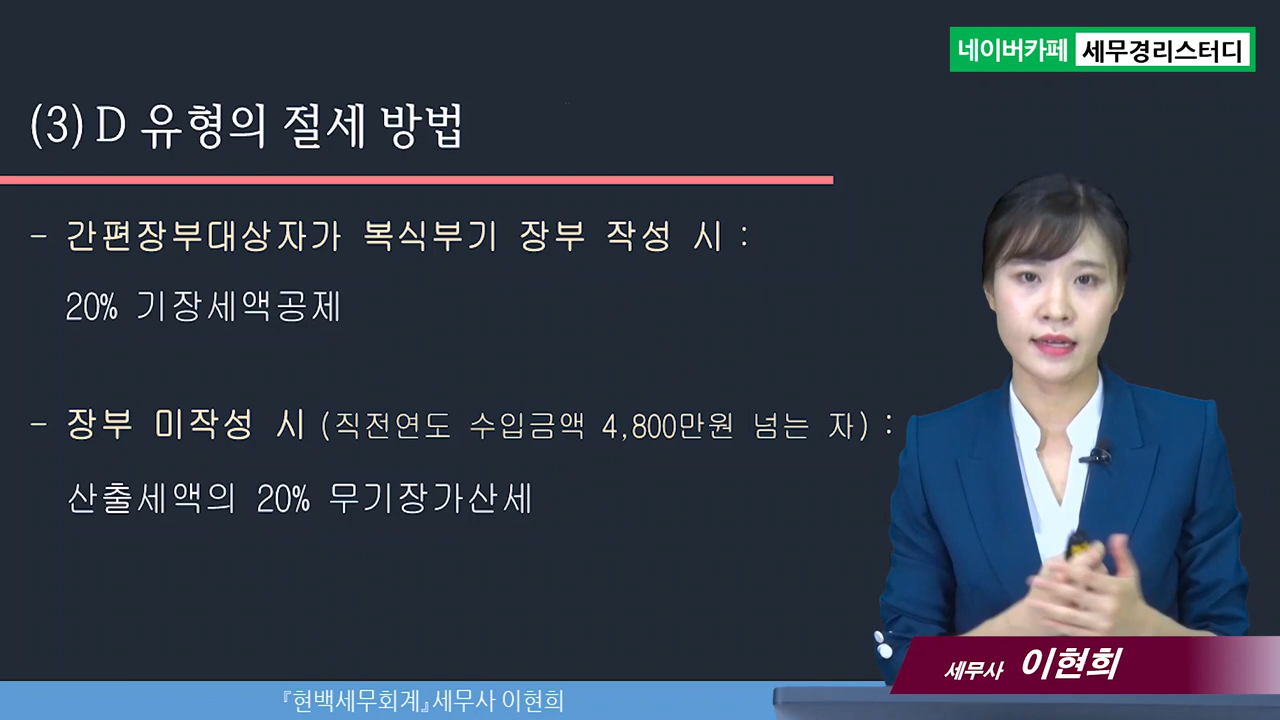 네이버카페 세무경리스터디
(3) D 유형의 절세 방법
- 간편장부대상자가 복식부기 장부 작성 시 :
20% 기장세액공제
- 장부 미작성 시 (직전연도 수입금액 4,800만원 넘는 자) :
산출세액의 20% 무기장가산세
세무사 이현희
『현백세무회계』세무사 이현희